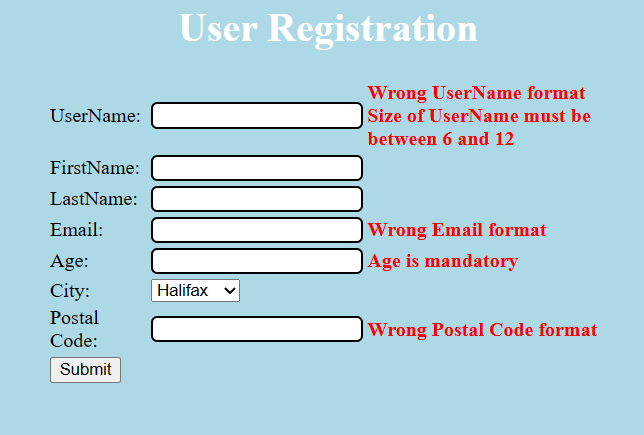 User Registration
Wrong UserName format
UserName:
Size of UserName must be
between 6 and 12
FirstName:
LastName:
Email:
Wrong Email format
Age:
Age is mandatory
City:
Halifax
Postal
Code:
Wrong Postal Code format
Submit